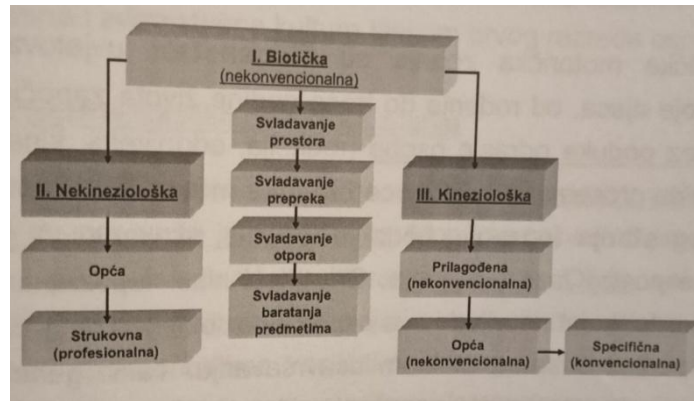 I. Biotička
(nekonvencionalna)
Svladavanje
prostora
Svladavanje
prepreka
Svladavanje
otpora
Svladavanje
baratanja
predmetima
II. Nekineziološka
Opća
Strukovna
(profesionalna)
III. Kineziološka
Prilagođena
(nekonvencionalna)
Opća
(nekonvencionalna)
Specifična
(konvencionalna)